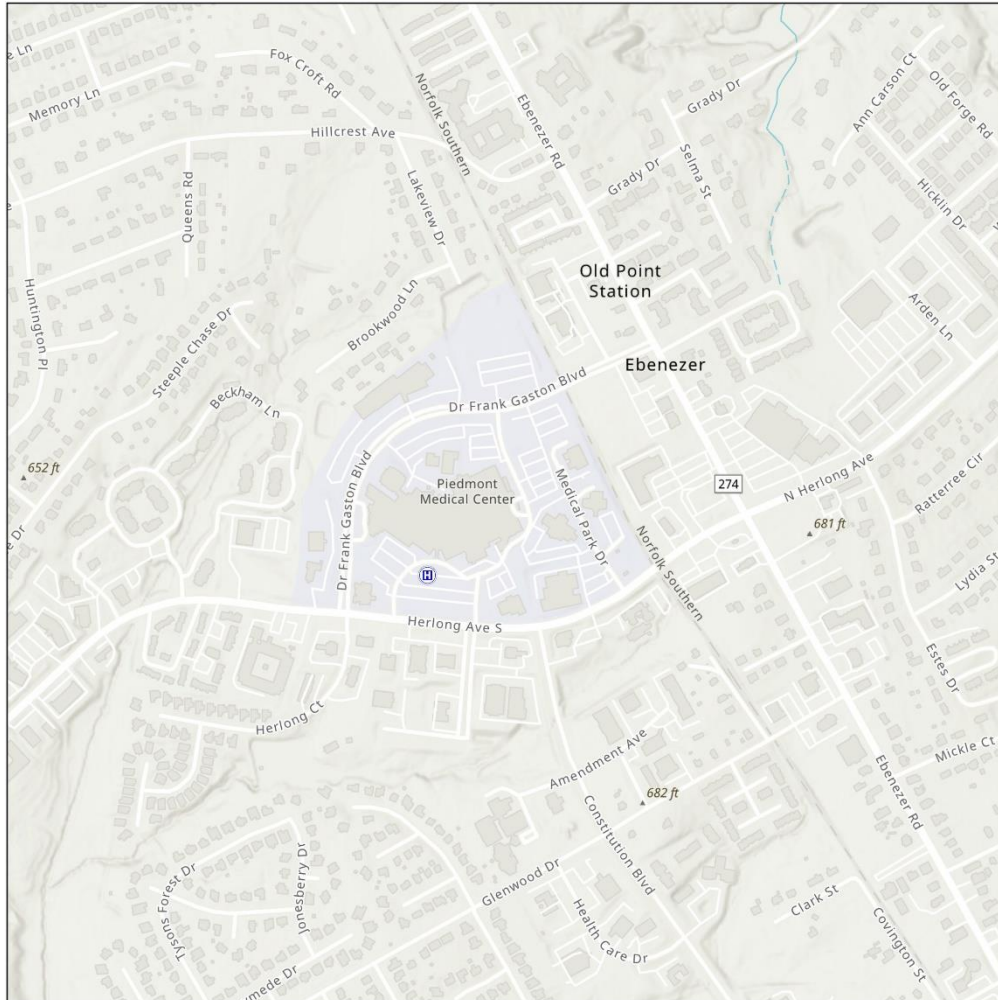 e Ln
Fox Croft Rd
Memory Ln
Norfolk Southern
Ebenezer Rd
Grady Dr
Ann Carson Ct
Old Forge Rd
Hillcrest Ave
Queens Rd
Lakeview Dr
Grady Dr
Selma St
Hicklin Dr
e
Old Point
Station
Huntington Pl
Brookwood Ln
Steeple Chase Dr
Arden Ln
Ebenezer
Beckham Ln
Dr Frank Gaston Blvd
652 ft
Piedmont
Medical Center
Medical Park Dr
274
N Herlong Ave
Ratterree Cir
Dr Frank Gaston Blvd
681 ft
e Dr
H
Norfolk Southern
Lydia St
Herlong Ave S
Estes Dr
Herlong Ct
Amendment Ave
Mickle Ct
682 ft
Ebenezer Rd
Constitution Blvd
Tysons Forest Dr
Jonesberry Dr
Glenwood Dr
Clark St
Health Care Dr
Covington St
mede Dr